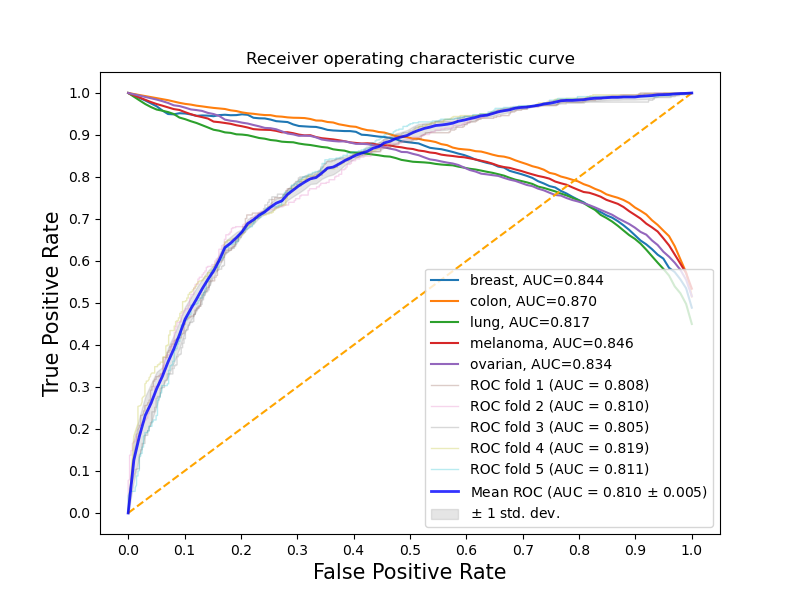 Receiver operating characteristic curve
True Positive Rate
1.0
0.9
0.8
0.7
0.6
0.5
0.4
0.3
0.2
0.1
0.0
breast, AUC=0.844
colon, AUC=0.870
lung, AUC=0.817
melanoma, AUC=0.846
ovarian, AUC=0.834
ROC fold 1 (AUC = 0.808)
ROC fold 2 (AUC = 0.810)
ROC fold 3 (AUC = 0.805)
ROC fold 4 (AUC = 0.819)
ROC fold 5 (AUC = 0.811)
Mean ROC (AUC = 0.810 ± 0.005)
± 1 std. dev.
0.0 0.1 0.2 0.3 0.4 0.5 0.6 0.7 0.8 0.9 1.0
False Positive Rate